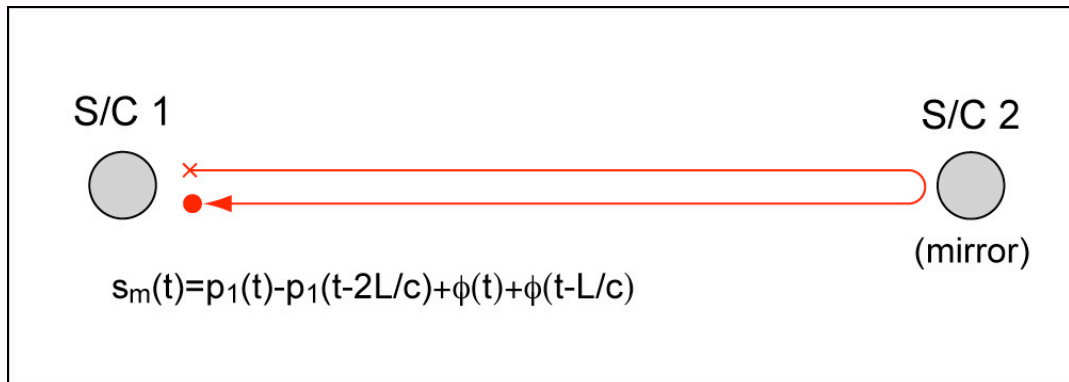 S/C 1
S/C 2
(mirror)
sₘ(t)=p₁(t)-p₁(t-2L/c)+ϕ(t)+ϕ(t-L/c)